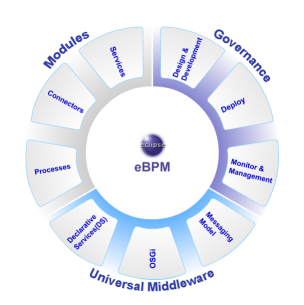 Modules
Governance
Services
Design &
Development
Connectors
Deploy
Processes
Monitor &
Management
Declarative
Services(DS)
OSGi
Messaging
Model
eclipse
eBPM
Universal Middleware